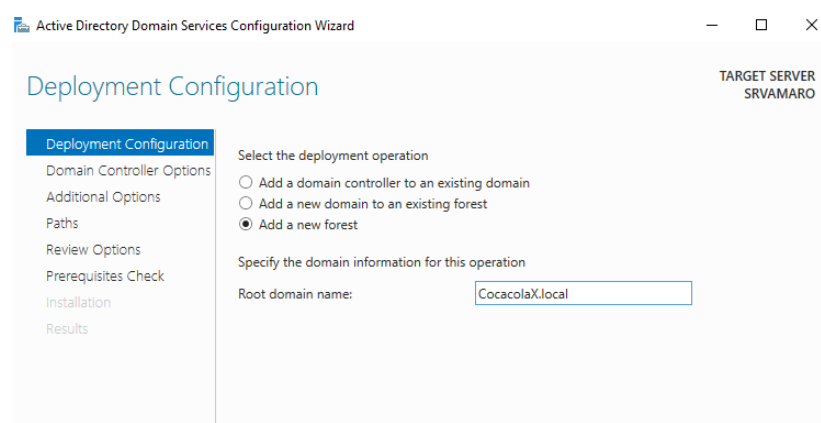 Active Directory Domain Services Configuration Wizard
Deployment Configuration
TARGET SERVER
SRVAMARO
Deployment Configuration
Domain Controller Options
Additional Options
Paths
Review Options
Prerequisites Check
Installation
Results
Select the deployment operation
Add a domain controller to an existing domain
Add a new domain to an existing forest
Add a new forest
Specify the domain information for this operation
Root domain name: CocacolaX.local